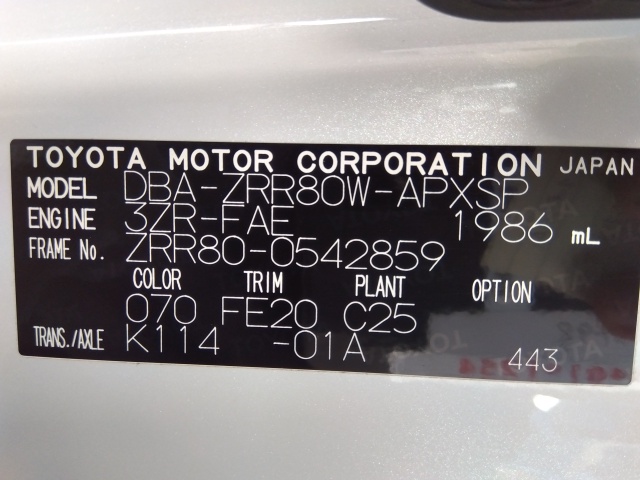 TOYOTA MOTOR CORPORATION JAPAN
MODEL DBA-ZRR80W-APXSP
ENGINE 3ZR-FAE 1986 mL
FRAME No. ZRR80-0542859
COLOR TRIM PLANT OPTION
070 FE20 C25
TRANS./AXLE K114 -01A
443